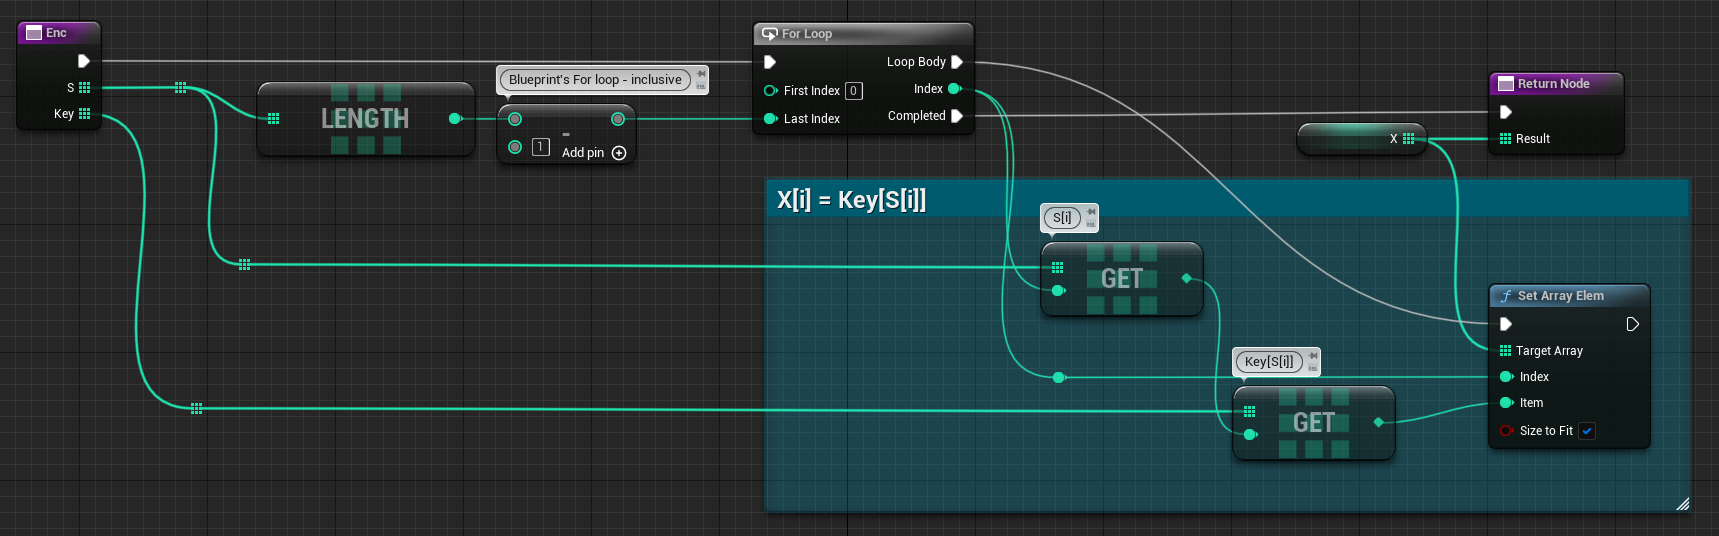 Enc
S
Key
LENGTH
Blueprint's For loop - inclusive
-
1
Add pin
For Loop
Loop Body
First Index 0
Index
Last Index
Completed
Return Node
X
Result
X[i] = Key[S[i]]
S[i]
GET
Key[S[i]]
GET
f Set Array Elem
Target Array
Index
Item
Size to Fit